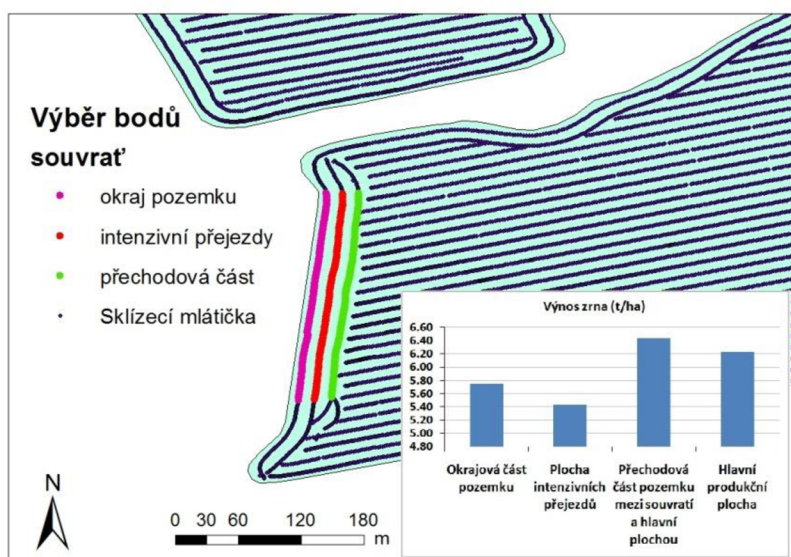 Výběr bodů
souvrať
okraj pozemku
intenzivní přejezdy
přechodová část
Sklízecí mlátička
N
0 30 60 120 180
m
Výnos zrna (t/ha)
6.60
6.40
6.20
6.00
5.80
5.60
5.40
5.20
5.00
4.80
Okrajová část
pozemku
Plocha
intenzivních
přejezdů
Přechodová
část pozemku
mezi souvratí
a hlavní
plochou
Hlavní
produkční
plocha